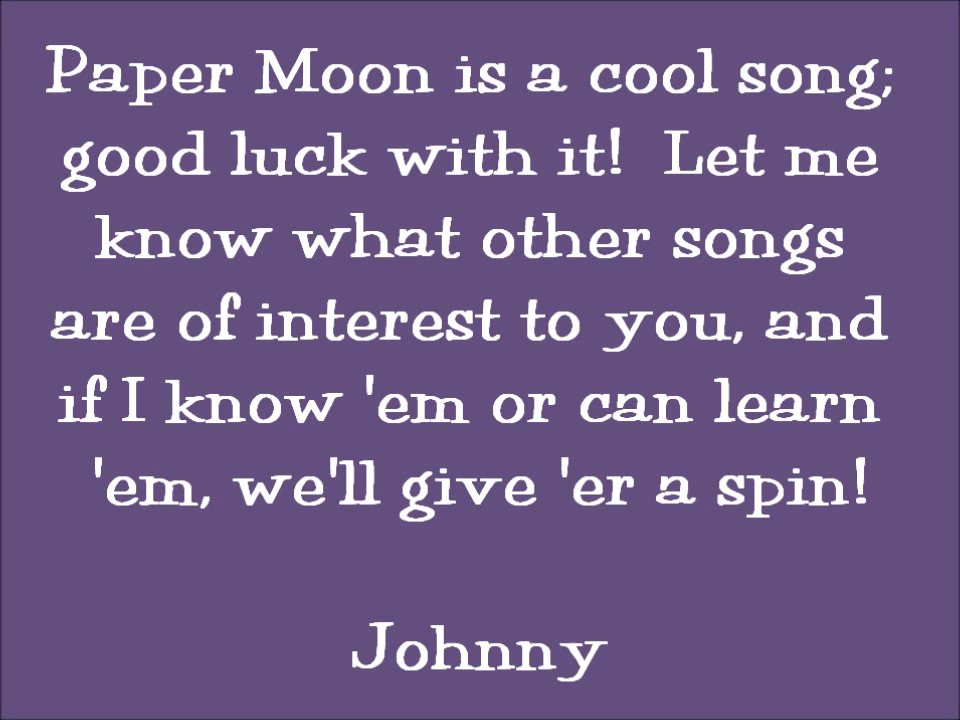 Paper Moon is a cool song;
good luck with it!  Let me
know what other songs
are of interest to you, and
if I know 'em or can learn
'em, we'll give 'er a spin!
Johnny